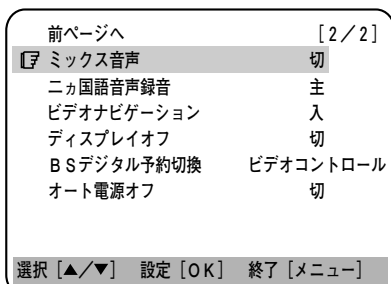 前ページへ [2/2]
ミックス音声 切
二ヵ国語音声録音 主
ビデオナビゲーション 入
ディスプレイオフ 切
BSデジタル予約切換 ビデオコントロール
オート電源オフ 切
選択[▲/▼] 設定[OK] 終了[メニュー]